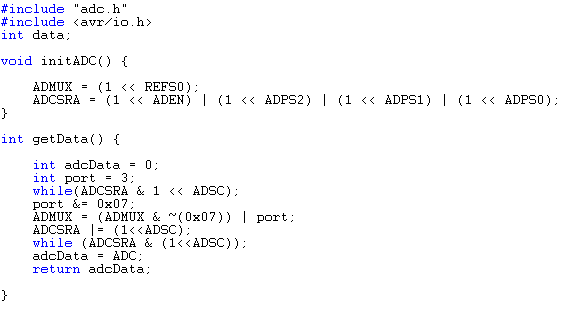 #include "adc.h"
#include <avr/io.h>
int data;
void initADC() {
ADMUX = (1 << REFS0);
ADCSRA = (1 << ADEN) | (1 << ADPS2) | (1 << ADPS1) | (1 << ADPS0);
}
int getData() {
int adcData = 0;
int port = 3;
while(ADCSRA & 1 << ADSC);
port &= 0x07;
ADMUX = (ADMUX & ~(0x07)) | port;
ADCSRA |= (1<<ADSC);
while (ADCSRA & (1<<ADSC));
adcData = ADC;
return adcData;
}